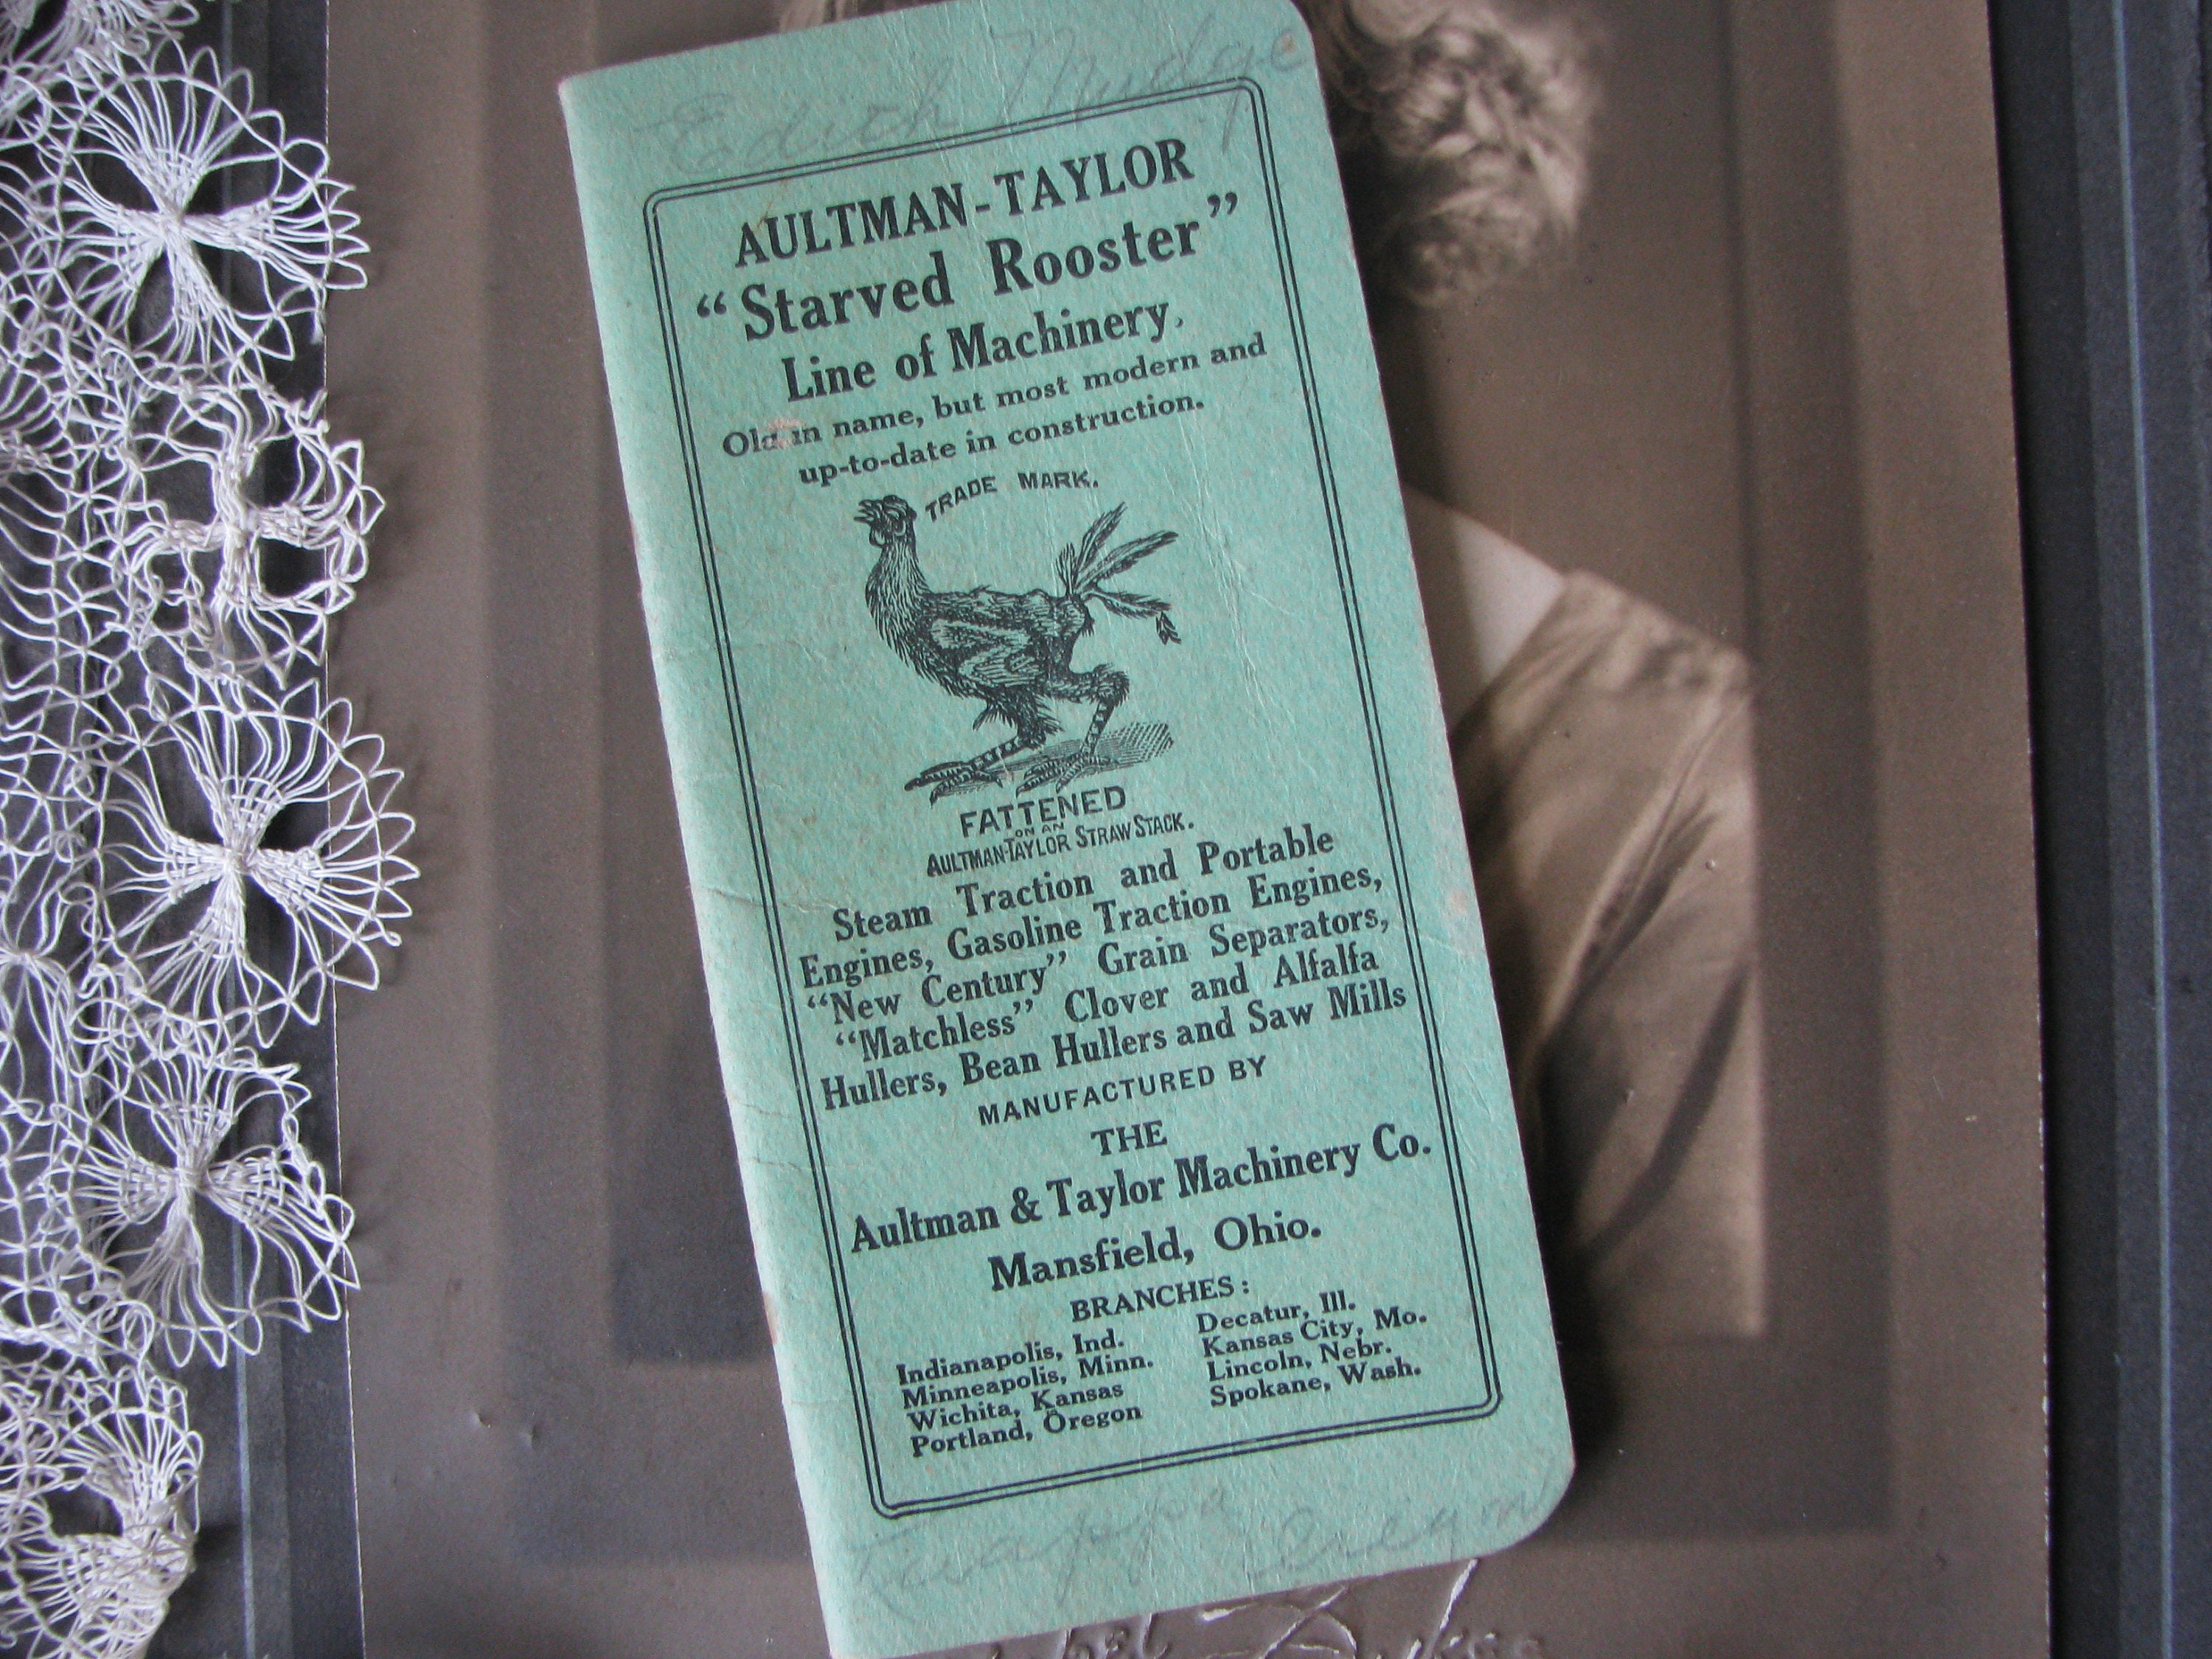 Edith Mudge
AULTMAN-TAYLOR
“Starved Rooster”
Line of Machinery.
Old in name, but most modern and
up-to-date in construction.
TRADE MARK.
FATTENED
ON AN
AULTMAN-TAYLOR STRAW STACK.
Steam Traction and Portable
Engines, Gasoline Traction Engines,
“New Century” Grain Separators,
“Matchless” Clover and Alfalfa
Hullers, Bean Hullers and Saw Mills
MANUFACTURED BY
THE
Aultman & Taylor Machinery Co.
Mansfield, Ohio.
BRANCHES:
Indianapolis, Ind. Decatur, Ill.
Minneapolis, Minn. Kansas City, Mo.
Wichita, Kansas Lincoln, Nebr.
Portland, Oregon Spokane, Wash.